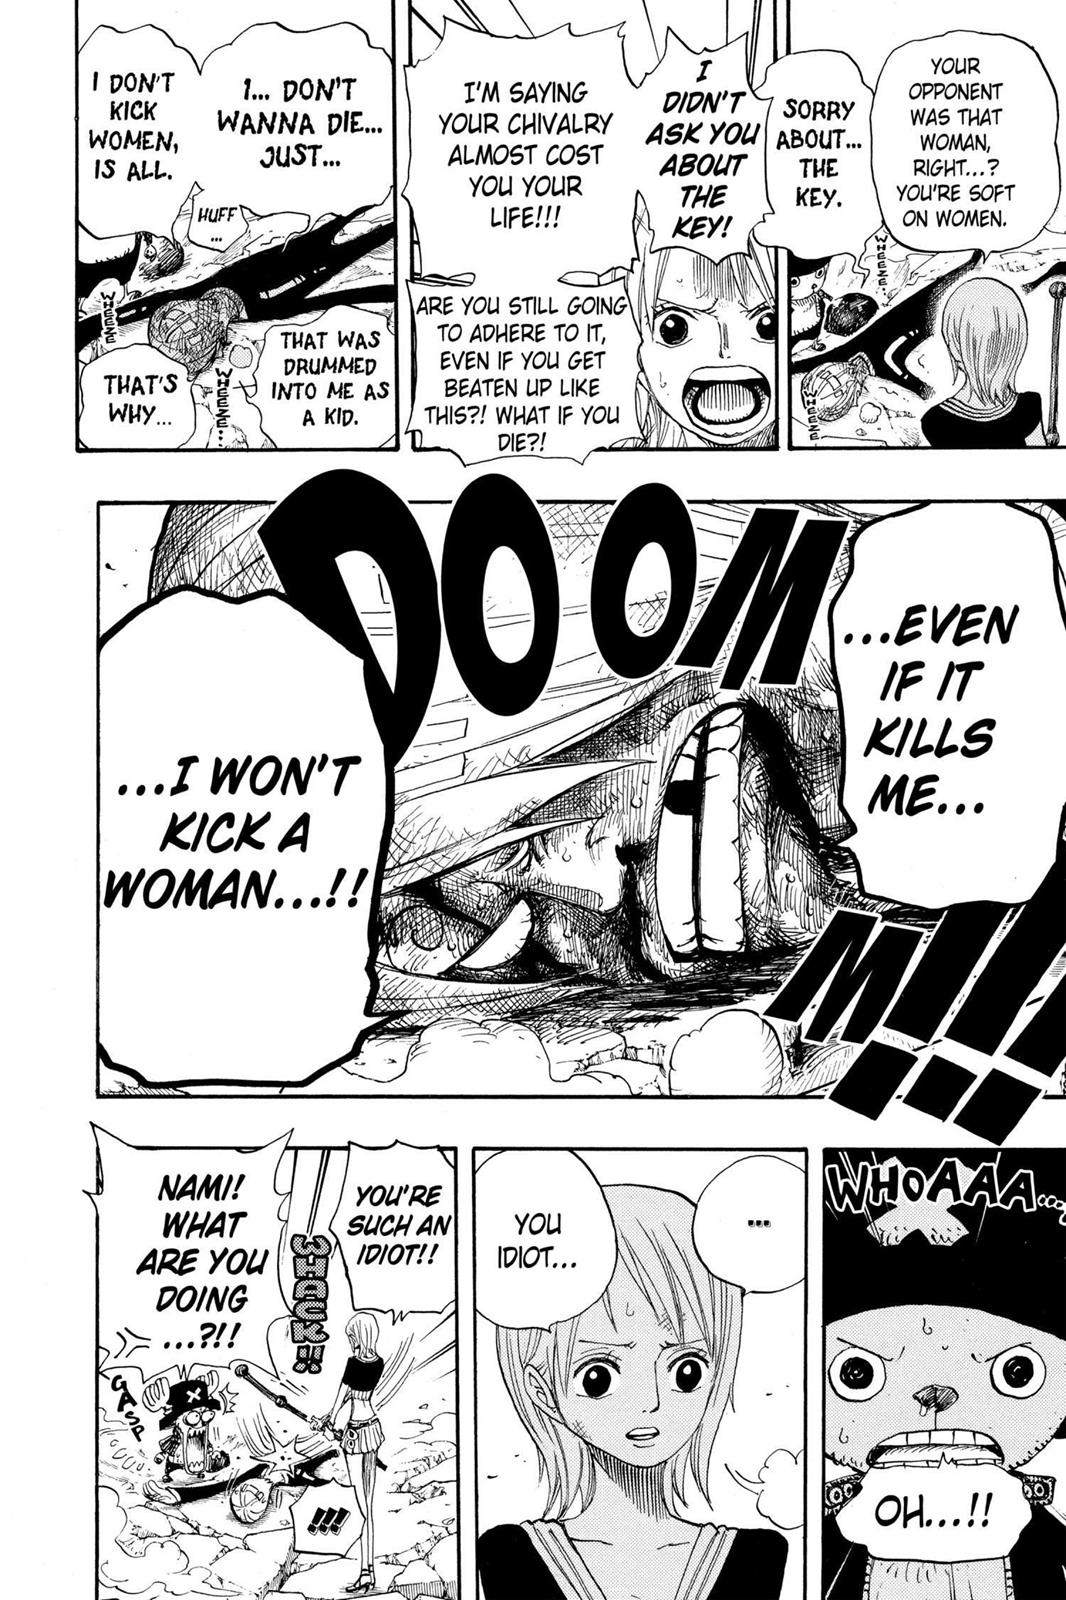 YOUR
OPPONENT
WAS THAT
WOMAN,
RIGHT...?
YOU'RE SOFT
ON WOMEN.
WHEEZE
WHEEZE
SORRY
ABOUT...
THE
KEY.
I
DIDN'T
ASK YOU
ABOUT
THE
KEY!
I'M SAYING
YOUR CHIVALRY
ALMOST COST
YOU YOUR
LIFE!!!
ARE YOU STILL GOING
TO ADHERE TO IT,
EVEN IF YOU GET
BEATEN UP LIKE
THIS?! WHAT IF YOU
DIE?!
1... DON'T
WANNA DIE...
JUST...
I DON'T
KICK
WOMEN,
IS ALL.
HUFF
...
WHEEZE
THAT WAS
DRUMMED
INTO ME AS
A KID.
WHEEZE...
THAT'S
WHY...
...EVEN
IF IT
KILLS
ME...
DOOM
M!!!
...I WON'T
KICK A
WOMAN...!!
WHOAAA...
OH...!!
...
YOU
IDIOT...
YOU'RE
SUCH AN
IDIOT!!
WHACK!!
NAMI!
WHAT
ARE YOU
DOING
...?!!
GASP
!!!